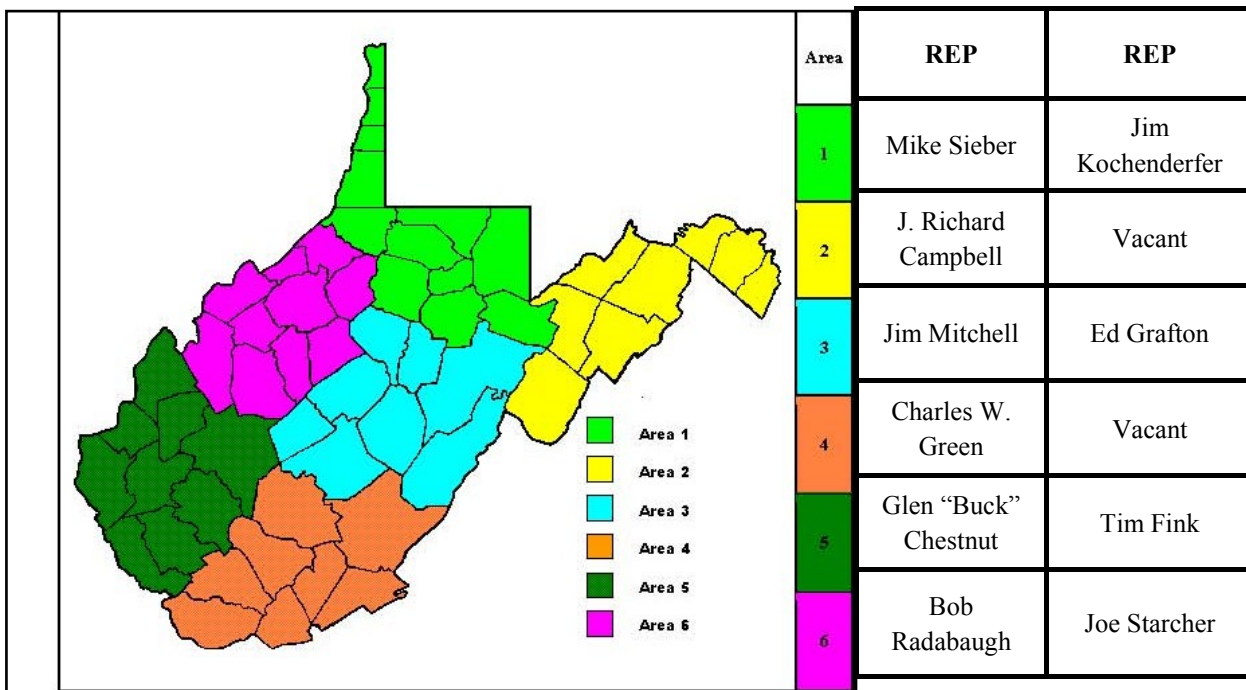 Area
REP
REP
1
Mike Sieber
Jim
Kochenderfer
2
J. Richard
Campbell
Vacant
3
Jim Mitchell
Ed Grafton
4
Charles W.
Green
Vacant
5
Glen “Buck”
Chestnut
Tim Fink
6
Bob
Radabaugh
Joe Starcher
Area 1
Area 2
Area 3
Area 4
Area 5
Area 6